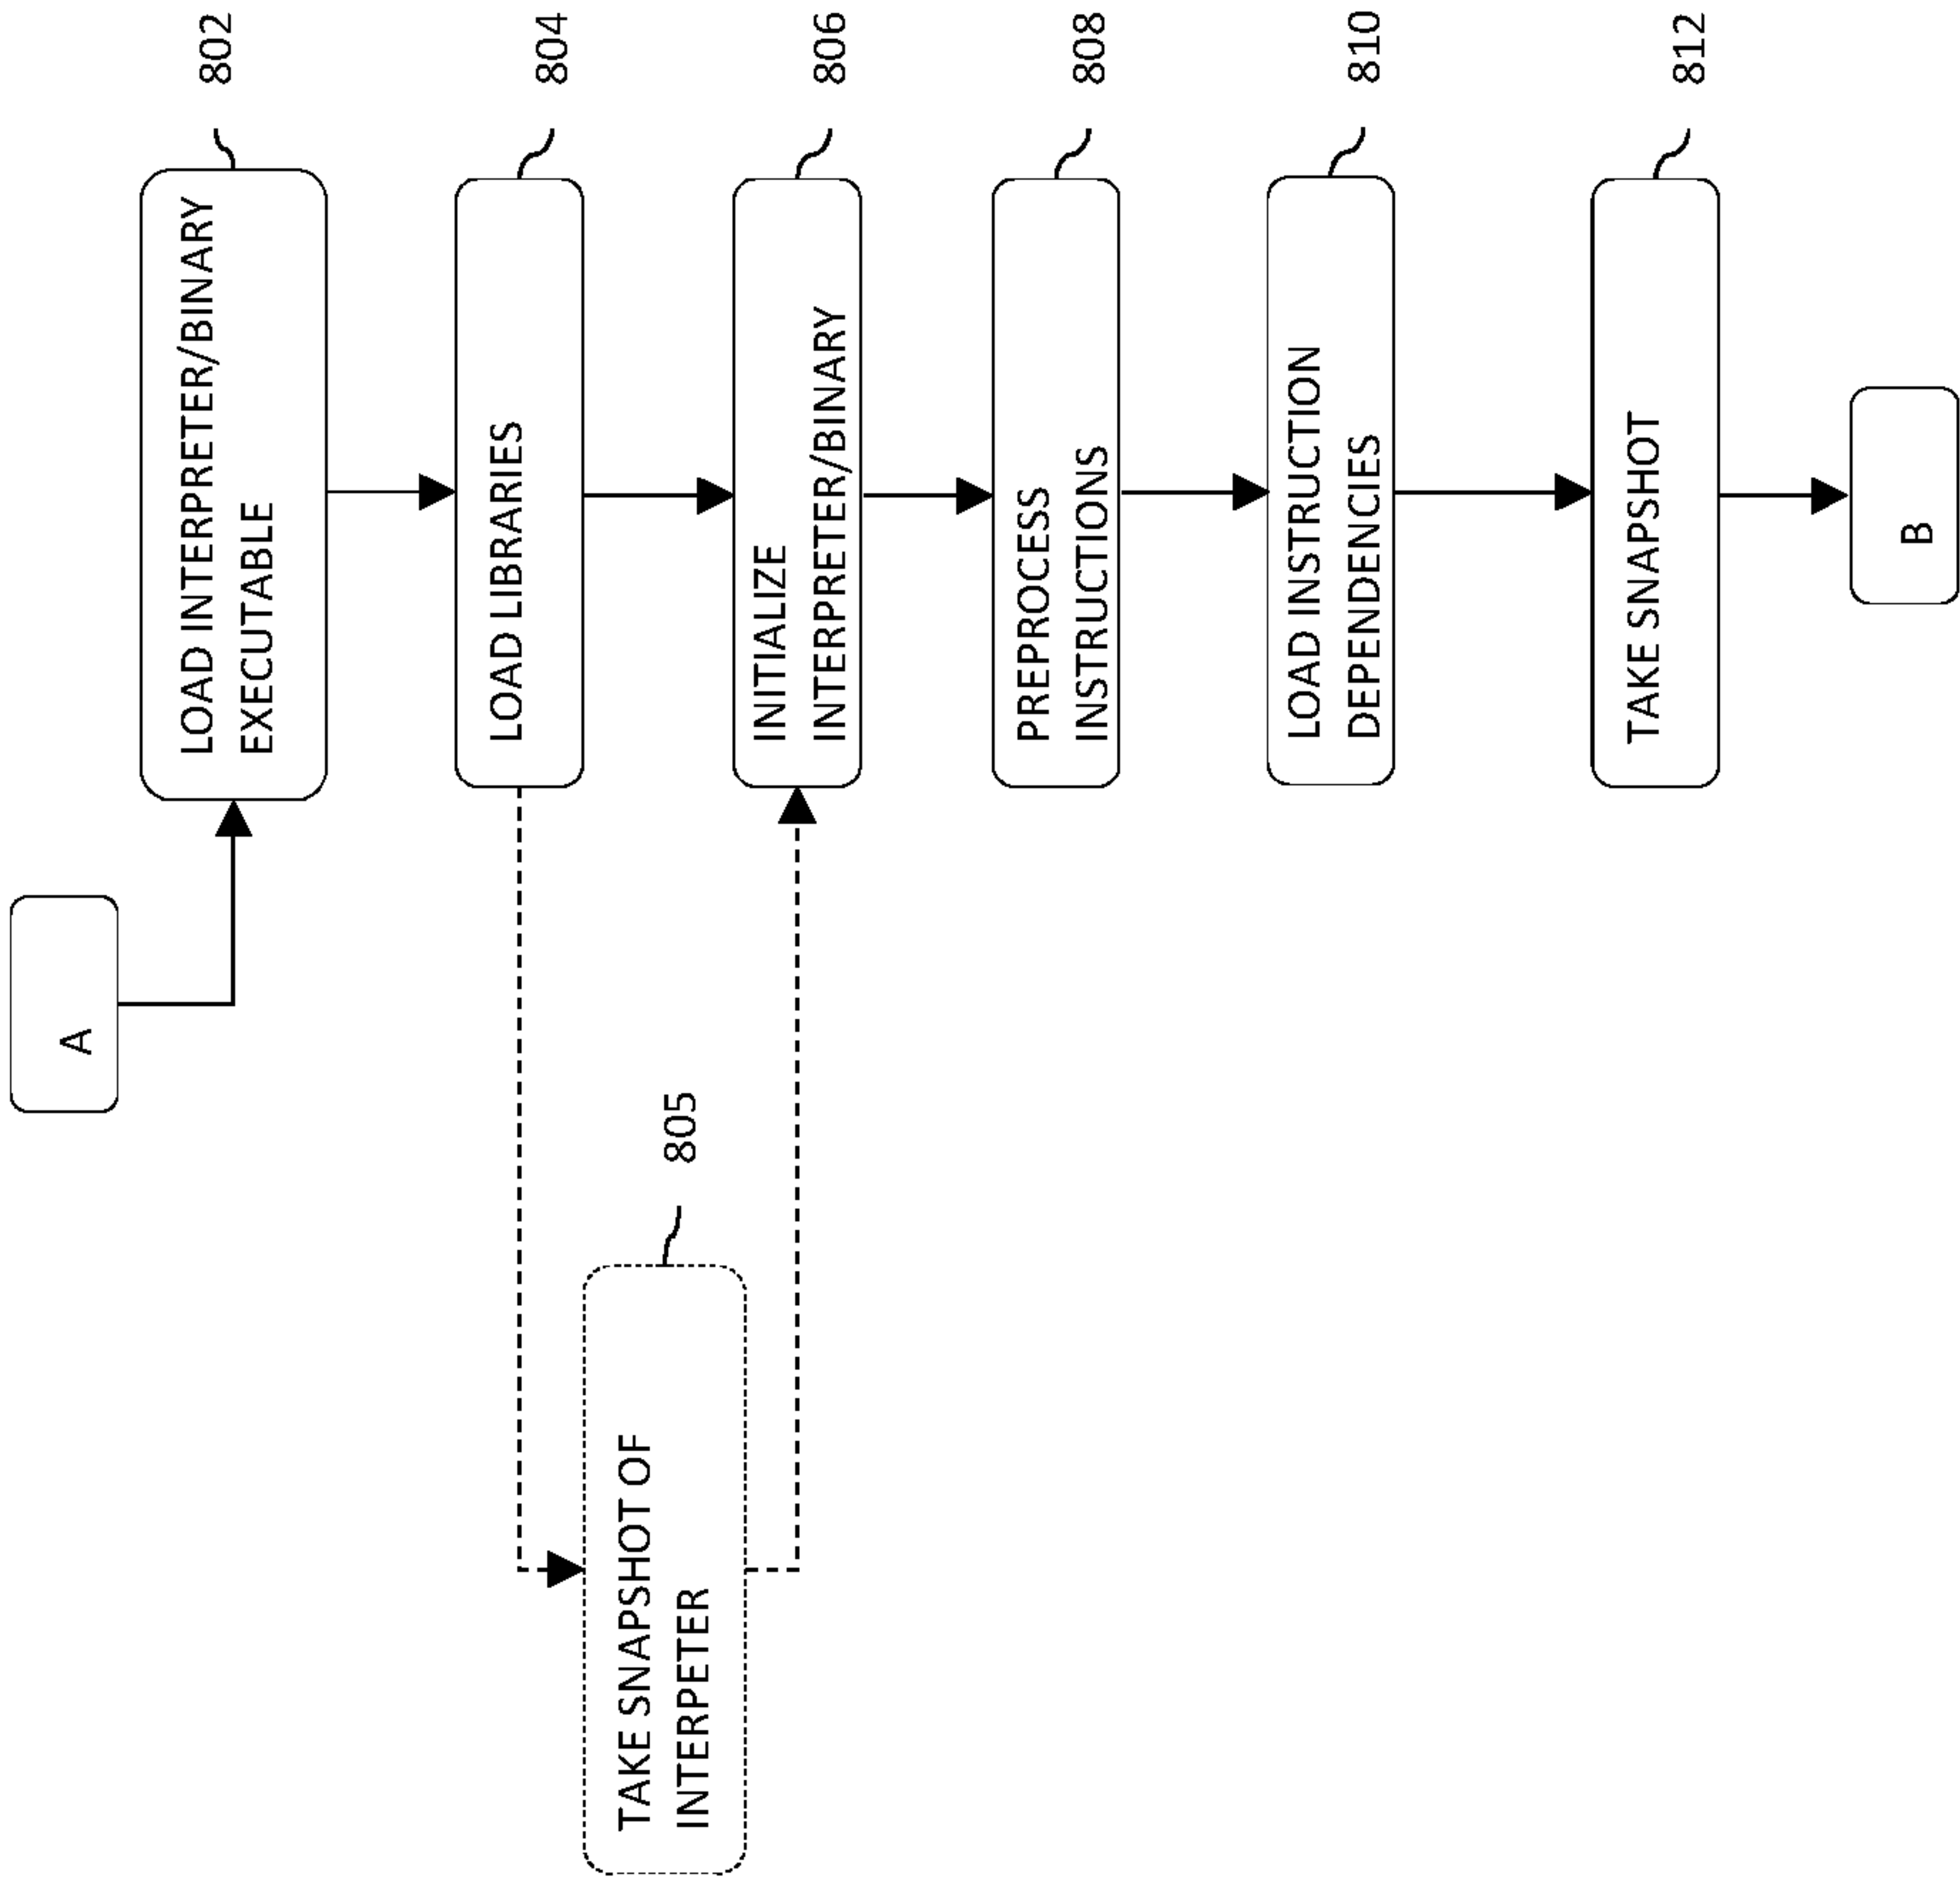 A
LOAD INTERPRETER/BINARY
EXECUTABLE
802
LOAD LIBRARIES
804
TAKE SNAPSHOT OF
INTERPETER
805
INITIALIZE
INTERPRETER/BINARY
806
PREPROCESS
INSTRUCTIONS
808
LOAD INSTRUCTION
DEPENDENCIES
810
TAKE SNAPSHOT
812
B